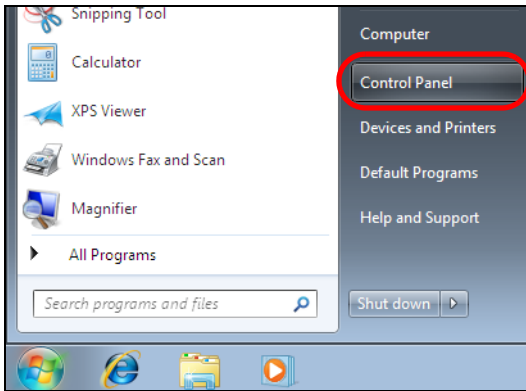 Snipping Tool
Calculator
XPS Viewer
Windows Fax and Scan
Magnifier
All Programs
Search programs and files
Computer
Control Panel
Devices and Printers
Default Programs
Help and Support
Shut down